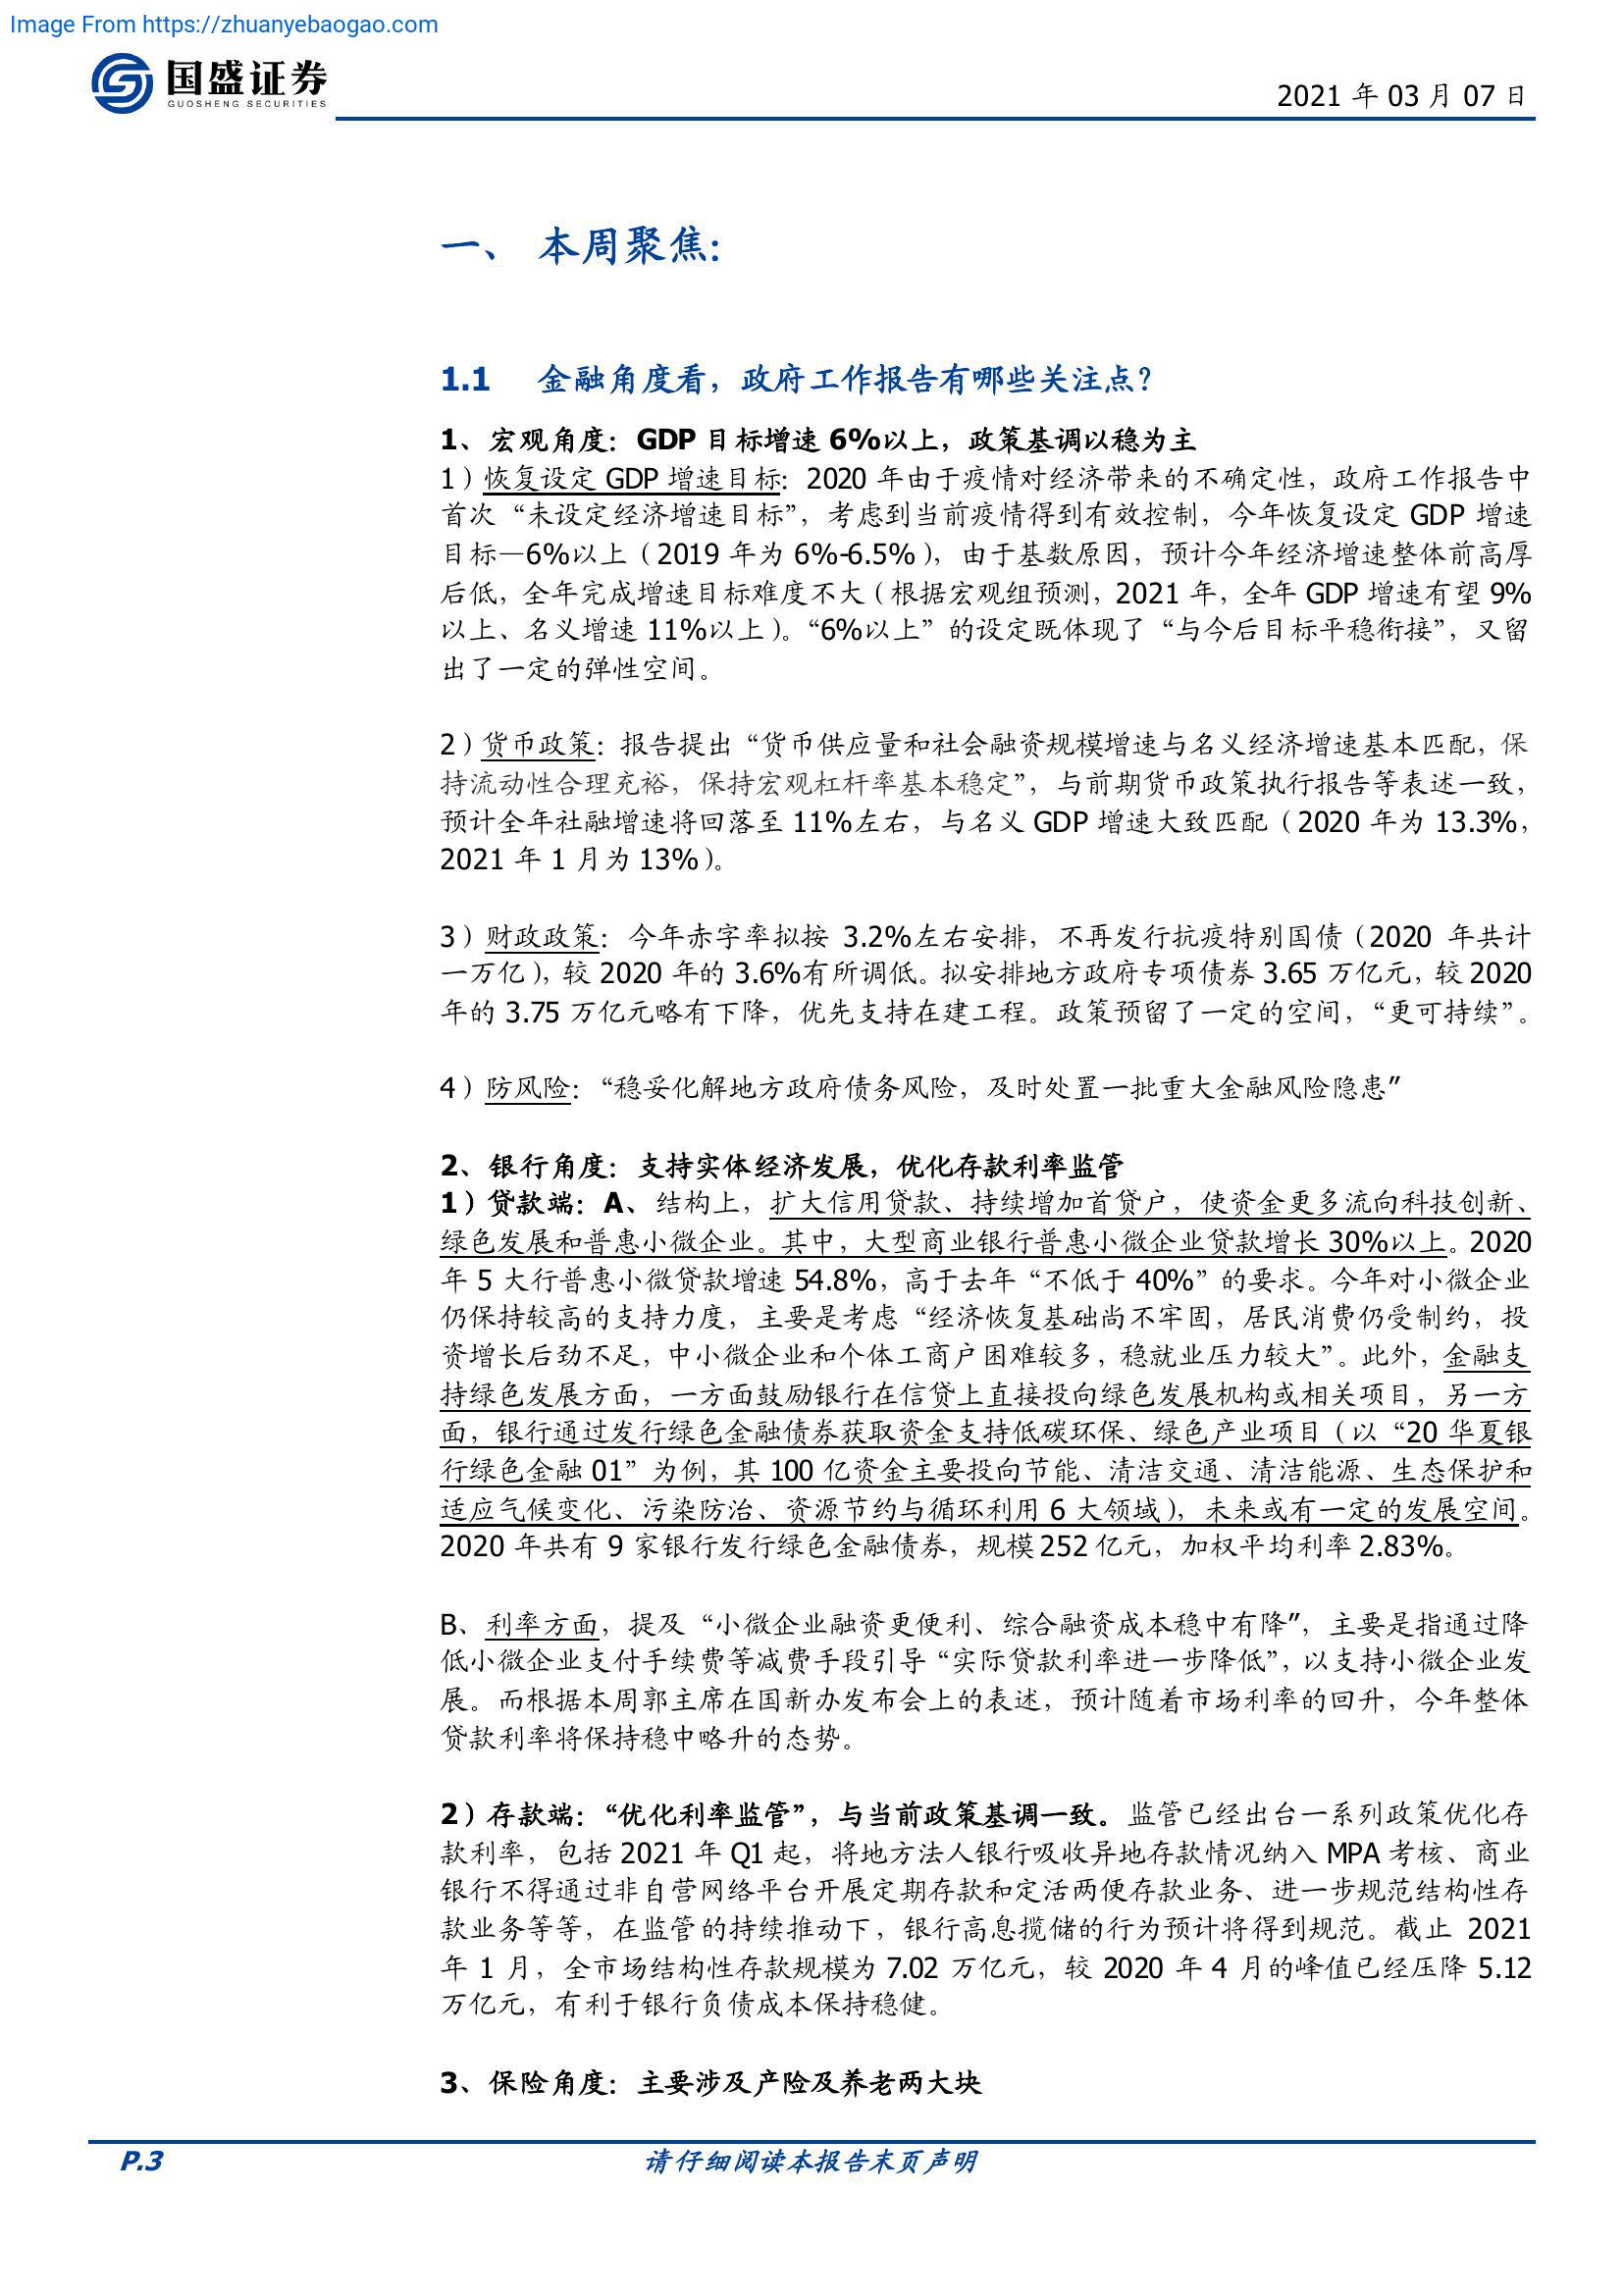 Image From https://zhuanyebaogao.com
国盛证券
GUOSHENG SECURITIES
2021 年 03 月 07 日
一、 本周聚焦：
1.1 金融角度看，政府工作报告有哪些关注点？
1、宏观角度：GDP 目标增速 6%以上，政策基调以稳为主
1）恢复设定 GDP 增速目标：2020 年由于疫情对经济带来的不确定性，政府工作报告中
首次“未设定经济增速目标”，考虑到当前疫情得到有效控制，今年恢复设定 GDP 增速
目标—6%以上（2019 年为 6%-6.5%），由于基数原因，预计今年经济增速整体前高厚
后低，全年完成增速目标难度不大（根据宏观组预测，2021 年，全年 GDP 增速有望 9%
以上、名义增速 11%以上）。“6%以上”的设定既体现了“与今后目标平稳衔接”，又留
出了一定的弹性空间。
2）货币政策：报告提出“货币供应量和社会融资规模增速与名义经济增速基本匹配，保
持流动性合理充裕，保持宏观杠杆率基本稳定”，与前期货币政策执行报告等表述一致，
预计全年社融增速将回落至 11%左右，与名义 GDP 增速大致匹配（2020 年为 13.3%，
2021 年 1 月为 13%）。
3）财政政策：今年赤字率拟按 3.2%左右安排，不再发行抗疫特别国债（2020 年共计
一万亿），较 2020 年的 3.6%有所调低。拟安排地方政府专项债券 3.65 万亿元，较 2020
年的 3.75 万亿元略有下降，优先支持在建工程。政策预留了一定的空间，“更可持续”。
4）防风险：“稳妥化解地方政府债务风险，及时处置一批重大金融风险隐患”
2、银行角度：支持实体经济发展，优化存款利率监管
1）贷款端：A、结构上，扩大信用贷款、持续增加首贷户，使资金更多流向科技创新、
绿色发展和普惠小微企业。其中，大型商业银行普惠小微企业贷款增长 30%以上。2020
年 5 大行普惠小微贷款增速 54.8%，高于去年“不低于 40%”的要求。今年对小微企业
仍保持较高的支持力度，主要是考虑“经济恢复基础尚不牢固，居民消费仍受制约，投
资增长后劲不足，中小微企业和个体工商户困难较多，稳就业压力较大”。此外，金融支
持绿色发展方面，一方面鼓励银行在信贷上直接投向绿色发展机构或相关项目，另一方
面，银行通过发行绿色金融债券获取资金支持低碳环保、绿色产业项目（以“20 华夏银
行绿色金融 01”为例，其 100 亿资金主要投向节能、清洁交通、清洁能源、生态保护和
适应气候变化、污染防治、资源节约与循环利用 6 大领域），未来或有一定的发展空间。
2020 年共有 9 家银行发行绿色金融债券，规模 252 亿元，加权平均利率 2.83%。
B、利率方面，提及“小微企业融资更便利、综合融资成本稳中有降”，主要是指通过降
低小微企业支付手续费等减费手段引导“实际贷款利率进一步降低”，以支持小微企业发
展。而根据本周郭主席在国新办发布会上的表述，预计随着市场利率的回升，今年整体
贷款利率将保持稳中略升的态势。
2）存款端：“优化利率监管”，与当前政策基调一致。监管已经出台一系列政策优化存
款利率，包括 2021 年 Q1 起，将地方法人银行吸收异地存款情况纳入 MPA 考核、商业
银行不得通过非自营网络平台开展定期存款和定活两便存款业务、进一步规范结构性存
款业务等等，在监管的持续推动下，银行高息揽储的行为预计将得到规范。截止 2021
年 1 月，全市场结构性存款规模为 7.02 万亿元，较 2020 年 4 月的峰值已经压降 5.12
万亿元，有利于银行负债成本保持稳健。
3、保险角度：主要涉及产险及养老两大块
P.3
请仔细阅读本报告末页声明